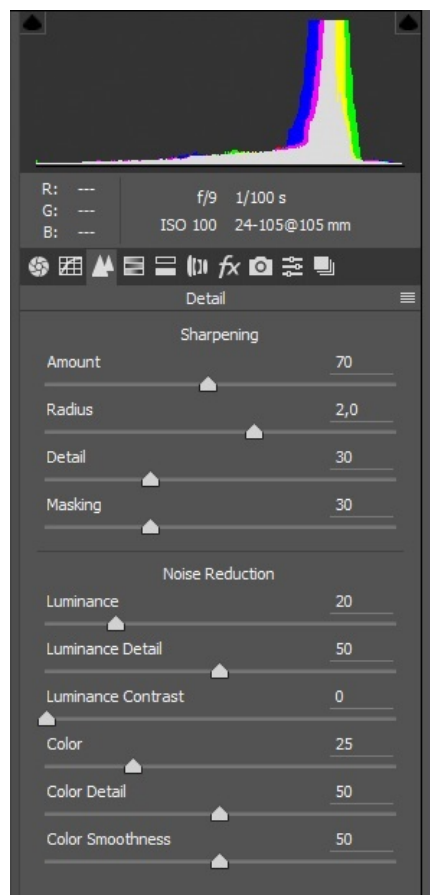 R: ---
G: ---
B: ---
f/9 1/100 s
ISO 100 24-105@105 mm
fx
Detail
Sharpening
Amount 70
Radius 2,0
Detail 30
Masking 30
Noise Reduction
Luminance 20
Luminance Detail 50
Luminance Contrast 0
Color 25
Color Detail 50
Color Smoothness 50